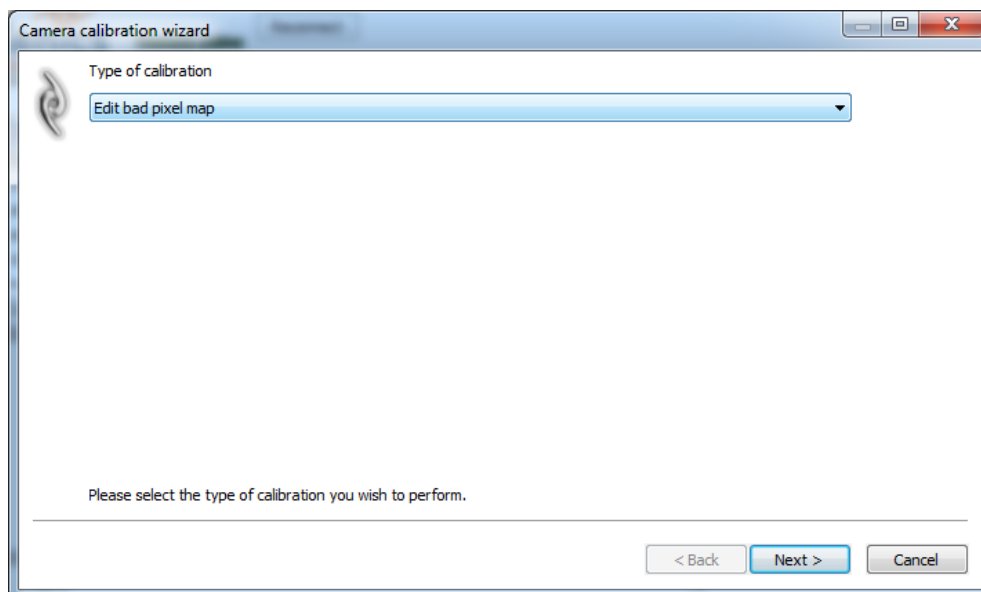 Camera calibration wizard
Type of calibration
Edit bad pixel map
Please select the type of calibration you wish to perform.
< Back
Next >
Cancel